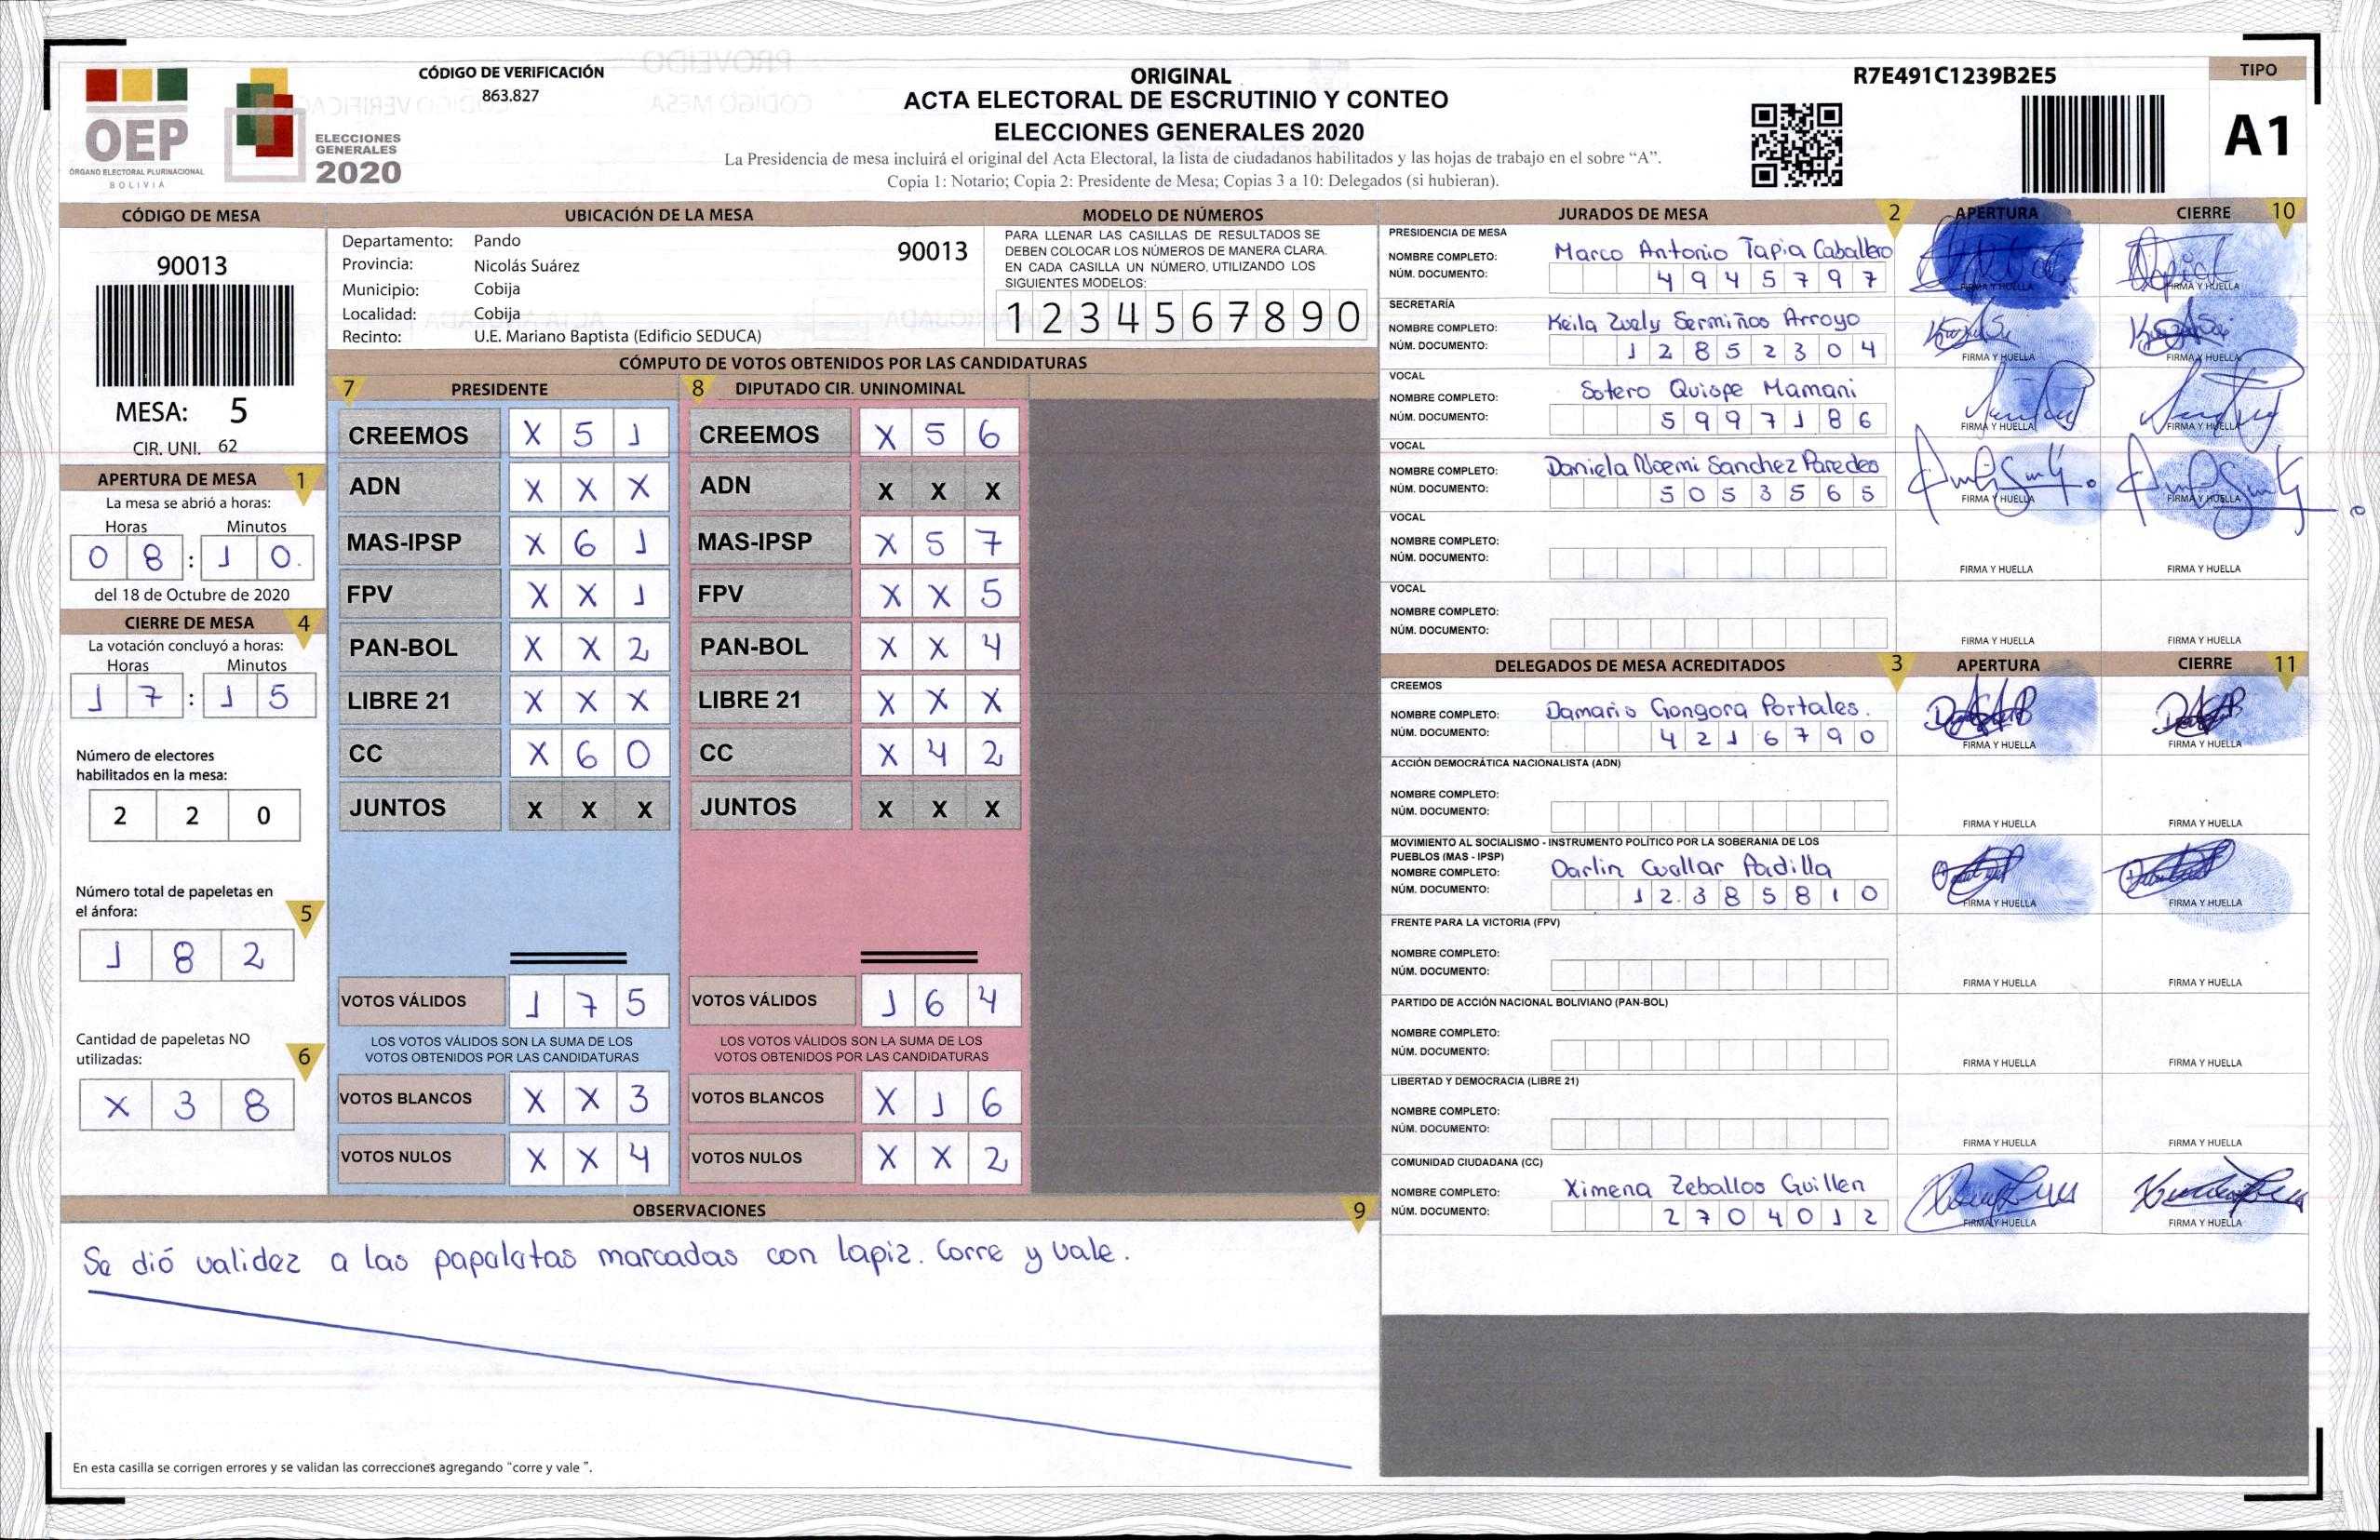 CÓDIGO DE VERIFICACIÓN
863.827
OEP
ÓRGANO ELECTORAL PLURINACIONAL
BOLIVIA
ELECCIONES
GENERALES
2020
ORIGINAL
ACTA ELECTORAL DE ESCRUTINIO Y CONTEO
ELECCIONES GENERALES 2020
La Presidencia de mesa incluirá el original del Acta Electoral, la lista de ciudadanos habilitados y las hojas de trabajo en el sobre “A”.
Copia 1: Notario; Copia 2: Presidente de Mesa; Copias 3 a 10: Delegados (si hubieran).
R7E491C1239B2E5
TIPO
A1
CÓDIGO DE MESA
90013
MESA: 5
CIR. UNI. 62
UBICACIÓN DE LA MESA
Departamento: Pando
90013
Provincia: Nicolás Suárez
Municipio: Cobija
Localidad: Cobija
Recinto: U.E. Mariano Baptista (Edificio SEDUCA)
MODELO DE NÚMEROS
PARA LLENAR LAS CASILLAS DE RESULTADOS SE
DEBEN COLOCAR LOS NÚMEROS DE MANERA CLARA.
EN CADA CASILLA UN NÚMERO, UTILIZANDO LOS
SIGUIENTES MODELOS:
1 2 3 4 5 6 7 8 9 0
APERTURA DE MESA 1
La mesa se abrió a horas:
Horas Minutos
0 8 : 1 0.
del 18 de Octubre de 2020
CIERRE DE MESA 4
La votación concluyó a horas:
Horas Minutos
1 7 : 1 5
Número de electores
habilitados en la mesa:
2 2 0
Número total de papeletas en
el ánfora: 5
1 8 2
Cantidad de papeletas NO
utilizadas: 6
X 3 8
CÓMPUTO DE VOTOS OBTENIDOS POR LAS CANDIDATURAS
7 PRESIDENTE
CREEMOS X 5 1
ADN X X X
MAS-IPSP X 6 1
FPV X X 1
PAN-BOL X X 2
LIBRE 21 X X X
CC X 6 0
JUNTOS X X X
VOTOS VÁLIDOS 1 7 5
LOS VOTOS VÁLIDOS SON LA SUMA DE LOS
VOTOS OBTENIDOS POR LAS CANDIDATURAS
VOTOS BLANCOS X X 3
VOTOS NULOS X X 4
8 DIPUTADO CIR. UNINOMINAL
CREEMOS X 5 6
ADN X X X
MAS-IPSP X 5 7
FPV X X 5
PAN-BOL X X 4
LIBRE 21 X X X
CC X 4 2
JUNTOS X X X
VOTOS VÁLIDOS 1 6 4
LOS VOTOS VÁLIDOS SON LA SUMA DE LOS
VOTOS OBTENIDOS POR LAS CANDIDATURAS
VOTOS BLANCOS X 1 6
VOTOS NULOS X X 2
OBSERVACIONES 9
Se dió validez a las papaletas marcadas con lapiz. Corre y vale.
En esta casilla se corrigen errores y se validan las correcciones agregando “corre y vale ”.
JURADOS DE MESA 2 APERTURA CIERRE 10
PRESIDENCIA DE MESA
NOMBRE COMPLETO: Marco Antonio Tapia Caballero
NÚM. DOCUMENTO: 4 9 4 5 7 9 7
FIRMA Y HUELLA FIRMA Y HUELLA
SECRETARÍA
NOMBRE COMPLETO: Keila Zuely Sermiños Arroyo
NÚM. DOCUMENTO: 1 2 8 5 2 3 0 4
FIRMA Y HUELLA FIRMA Y HUELLA
VOCAL
NOMBRE COMPLETO: Sotero Quispe Mamani
NÚM. DOCUMENTO: 5 9 9 7 1 8 6
FIRMA Y HUELLA FIRMA Y HUELLA
VOCAL
NOMBRE COMPLETO: Daniela Noemi Sanchez Paredes
NÚM. DOCUMENTO: 5 0 5 3 5 6 5
FIRMA Y HUELLA FIRMA Y HUELLA
VOCAL
NOMBRE COMPLETO:
NÚM. DOCUMENTO:
FIRMA Y HUELLA FIRMA Y HUELLA
VOCAL
NOMBRE COMPLETO:
NÚM. DOCUMENTO:
FIRMA Y HUELLA FIRMA Y HUELLA
DELEGADOS DE MESA ACREDITADOS 3 APERTURA CIERRE 11
CREEMOS
NOMBRE COMPLETO: Damaris Gongora Portales.
NÚM. DOCUMENTO: 4 2 1 6 7 9 0
FIRMA Y HUELLA FIRMA Y HUELLA
ACCIÓN DEMOCRÁTICA NACIONALISTA (ADN)
NOMBRE COMPLETO:
NÚM. DOCUMENTO:
FIRMA Y HUELLA FIRMA Y HUELLA
MOVIMIENTO AL SOCIALISMO - INSTRUMENTO POLÍTICO POR LA SOBERANIA DE LOS
PUEBLOS (MAS - IPSP)
NOMBRE COMPLETO: Darlin Cuallar Padilla
NÚM. DOCUMENTO: 1 2. 3 8 5 8 1 0
FIRMA Y HUELLA FIRMA Y HUELLA
FRENTE PARA LA VICTORIA (FPV)
NOMBRE COMPLETO:
NÚM. DOCUMENTO:
FIRMA Y HUELLA FIRMA Y HUELLA
PARTIDO DE ACCIÓN NACIONAL BOLIVIANO (PAN-BOL)
NOMBRE COMPLETO:
NÚM. DOCUMENTO:
FIRMA Y HUELLA FIRMA Y HUELLA
LIBERTAD Y DEMOCRACIA (LIBRE 21)
NOMBRE COMPLETO:
NÚM. DOCUMENTO:
FIRMA Y HUELLA FIRMA Y HUELLA
COMUNIDAD CIUDADANA (CC)
NOMBRE COMPLETO: Ximena Zeballos Guillen
NÚM. DOCUMENTO: 2 7 0 4 0 1 2
FIRMA Y HUELLA FIRMA Y HUELLA